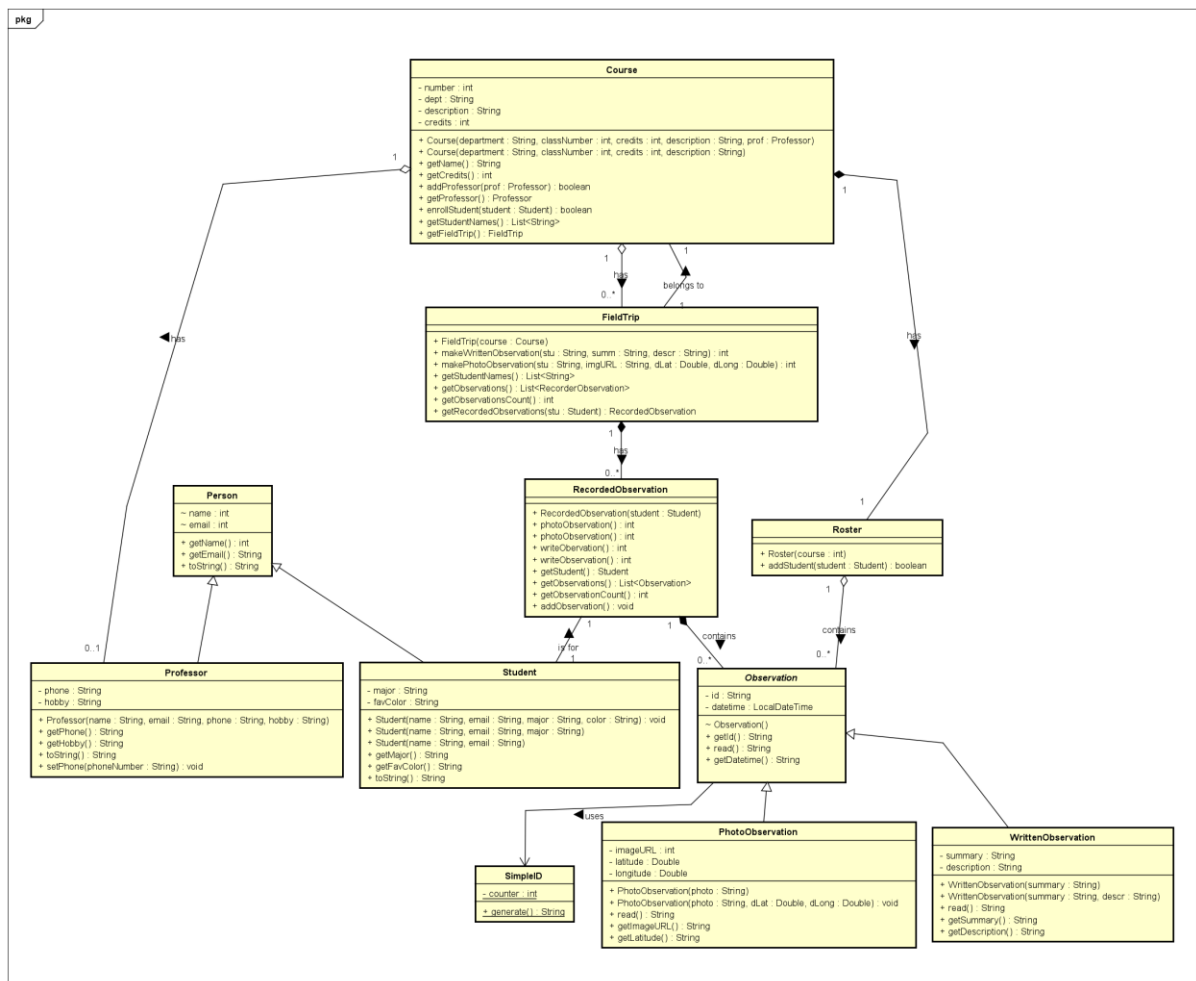 pkg
Course
- number : int
- dept : String
- description : String
- credits : int
+ Course(department : String, classNumber : int, credits : int, description : String, prof : Professor)
+ Course(department : String, classNumber : int, credits : int, description : String)
+ getName() : String
+ getCredits() : int
+ addProfessor(prof : Professor) : boolean
+ getProfessor() : Professor
+ enrollStudent(student : Student) : boolean
+ getStudentNames() : List<String>
+ getFieldTrip() : FieldTrip
1
1
1
1
has
belongs to
0..*
1
has
has
FieldTrip
+ FieldTrip(course : Course)
+ makeWrittenObservation(stu : String, summ : String, descr : String) : int
+ makePhotoObservation(stu : String, imgURL : String, dLat : Double, dLong : Double) : int
+ getStudentNames() : List<String>
+ getObservations() : List<RecorderObservation>
+ getObservationsCount() : int
+ getRecordedObservations(stu : Student) : RecordedObservation
1
has
0..*
Person
~ name : int
~ email : int
+ getName() : int
+ getEmail() : String
+ toString() : String
RecordedObservation
+ RecordedObservation(student : Student)
+ photoObservation() : int
+ photoObservation() : int
+ writeObervation() : int
+ writeObservation() : int
+ getStudent() : Student
+ getObservations() : List<Observation>
+ getObservationCount() : int
+ addObservation() : void
1
Roster
+ Roster(course : int)
+ addStudent(student : Student) : boolean
1
contains
0..*
1
is for
1
1
contains
0..*
0..1
Professor
- phone : String
- hobby : String
+ Professor(name : String, email : String, phone : String, hobby : String)
+ getPhone() : String
+ getHobby() : String
+ toString() : String
+ setPhone(phoneNumber : String) : void
Student
- major : String
- favColor : String
+ Student(name : String, email : String, major : String, color : String) : void
+ Student(name : String, email : String, major : String)
+ Student(name : String, email : String)
+ getMajor() : String
+ getFavColor() : String
+ toString() : String
Observation
- id : String
- datetime : LocalDateTime
~ Observation()
+ getId() : String
+ read() : String
+ getDatetime() : String
uses
SimpleID
- counter : int
+ generate() : String
PhotoObservation
- imageURL : int
- latitude : Double
- longitude : Double
+ PhotoObservation(photo : String)
+ PhotoObservation(photo : String, dLat : Double, dLong : Double) : void
+ read() : String
+ getImageURL() : String
+ getLatitude() : String
WrittenObservation
- summary : String
- description : String
+ WrittenObservation(summary : String)
+ WrittenObservation(summary : String, descr : String)
+ read() : String
+ getSummary() : String
+ getDescription() : String